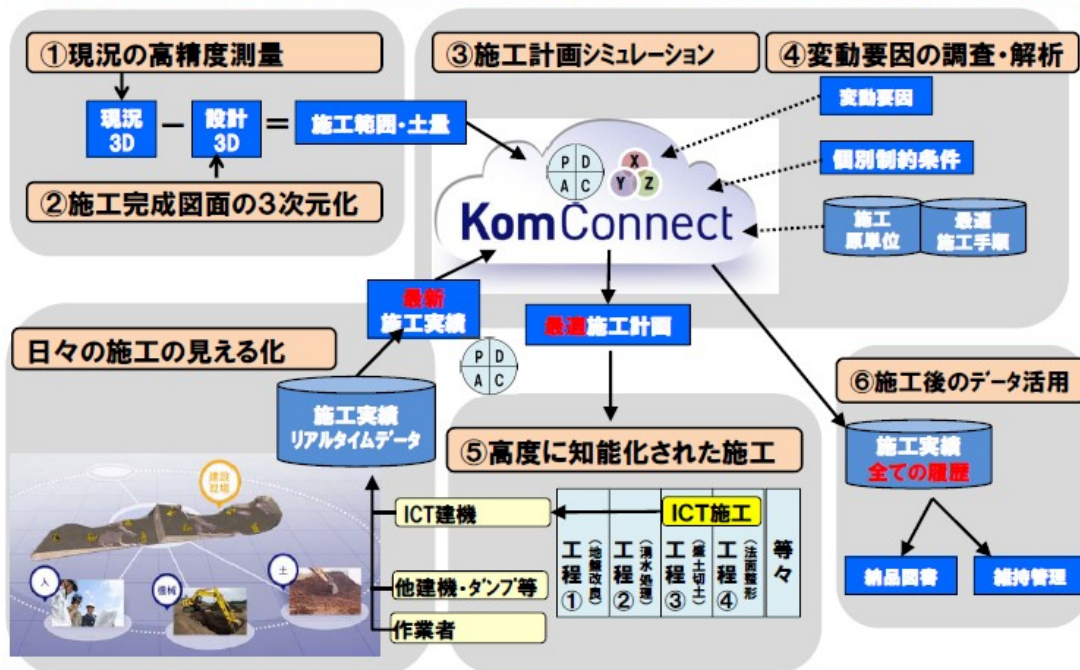 ①現況の高精度測量
現況
3D
−
設計
3D
=
施工範囲・土量
②施工完成図面の3次元化
③施工計画シミュレーション
④変動要因の調査・解析
変動要因
個別制約条件
施工
原単位
最適
施工手順
P D
A C
X
Y Z
KomConnect
最新
施工実績
最適施工計画
P D
A C
日々の施工の見える化
施工実績
リアルタイムデータ
建設
現場
人
機械
土
⑤高度に知能化された施工
ICT建機
他建機・ダンプ等
作業者
ICT施工
工程①(地盤改良)
工程②(湧水処理)
工程③(盛土切土)
工程④(法面整形
等々
⑥施工後のデータ活用
施工実績
全ての履歴
納品図書
維持管理